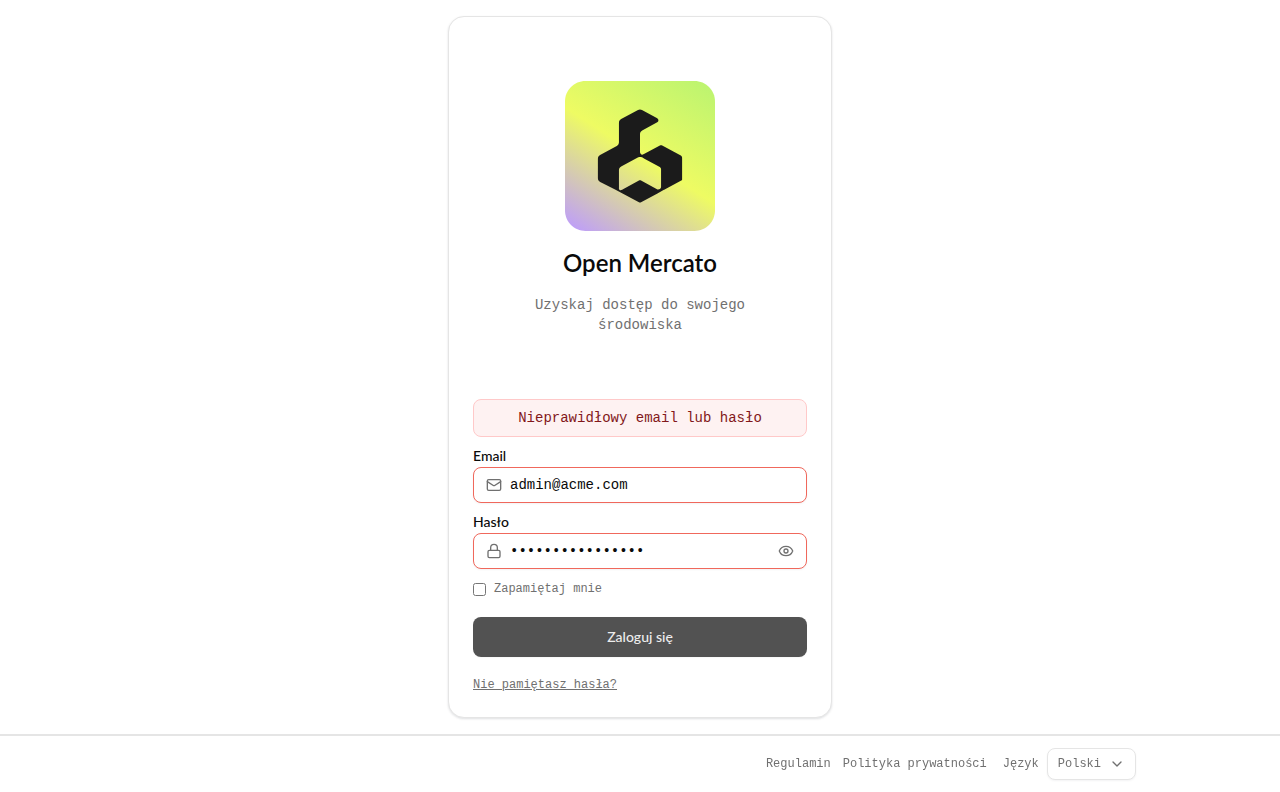 Open Mercato
Uzyskaj dostęp do swojego
środowiska
Nieprawidłowy email lub hasło
Email
admin@acme.com
Hasło
••••••••••••••••
Zapamiętaj mnie
Zaloguj się
Nie pamiętasz hasła?
Regulamin Polityka prywatności Język Polski